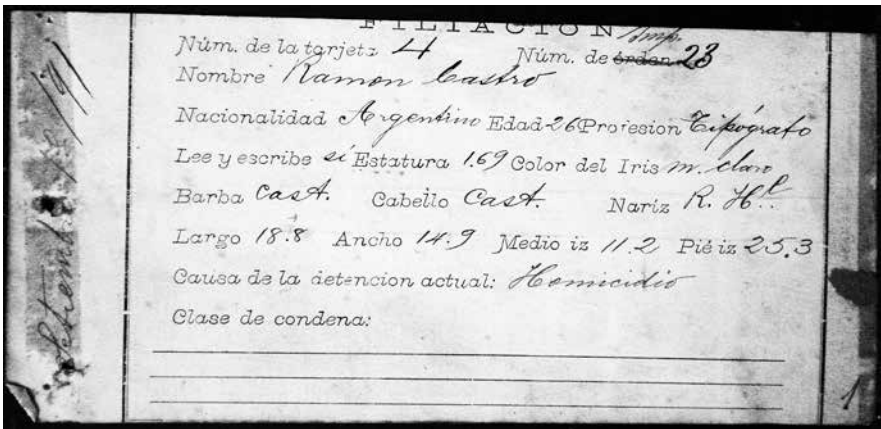 FILIACION
Núm. de la tarjeta 4 Núm. de orden 23
Nombre Ramon Castro
Nacionalidad Argentino Edad 26 Profesion Tipógrafo
Lee y escribe si Estatura 1.69 Color del Iris m. claro
Barba Cast. Cabello Cast. Nariz R. Hl.
Largo 18.8 Ancho 14.9 Medio iz 11.2 Pié iz 25.3
Causa de la detencion actual: Homicidio
Clase de condena:
Setiembre
1